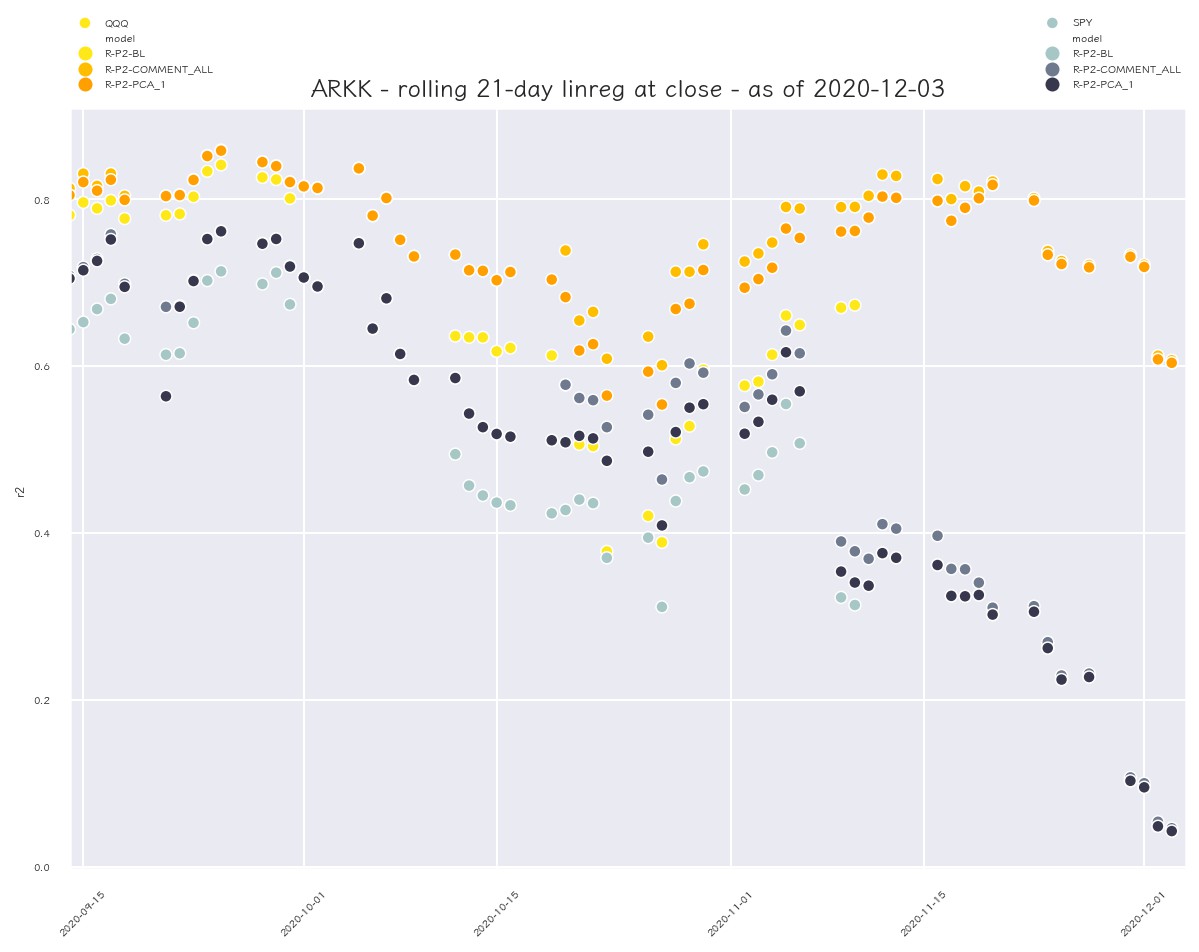 QQQ
model
R-P2-BL
R-P2-COMMENT_ALL
R-P2-PCA_1
SPY
model
R-P2-BL
R-P2-COMMENT_ALL
R-P2-PCA_1
ARKK - rolling 21-day linreg at close - as of 2020-12-03
r2
0.8
0.6
0.4
0.2
0.0
2020-09-15
2020-10-01
2020-10-15
2020-11-01
2020-11-15
2020-12-01